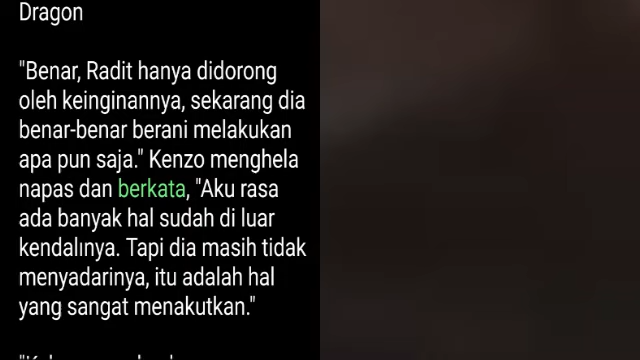 Dragon
"Benar, Radit hanya didorong
oleh keinginannya, sekarang dia
benar-benar berani melakukan
apa pun saja." Kenzo menghela
napas dan berkata, "Aku rasa
ada banyak hal sudah di luar
kendalinya. Tapi dia masih tidak
menyadarinya, itu adalah hal
yang sangat menakutkan."